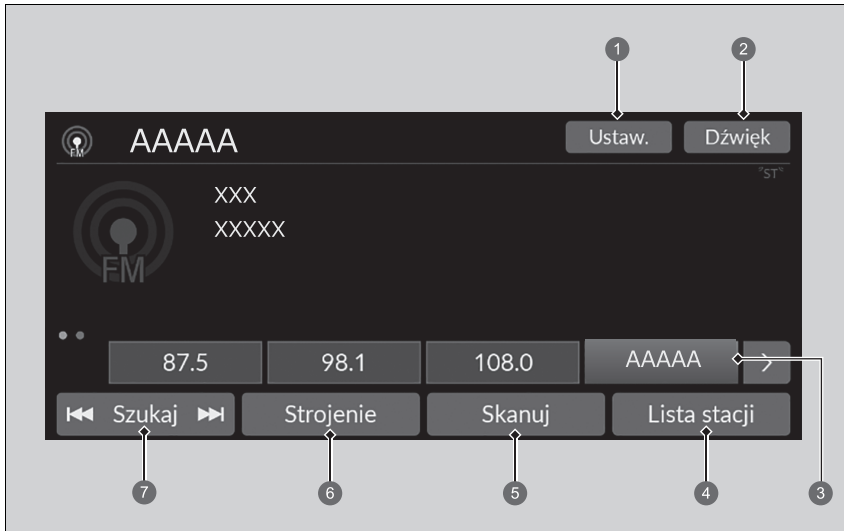 1 2
FM AAAAA Ustaw. Dźwięk
ST
XXX
XXXXX
FM
87.5 98.1 108.0 AAAAA >
Szukaj Strojenie Skanuj Lista stacji
7 6 5 4 3